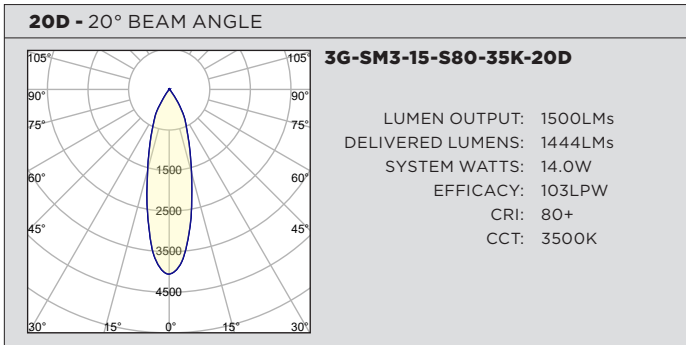 20D - 20° BEAM ANGLE
3G-SM3-15-S80-35K-20D
LUMEN OUTPUT: 1500LMs
DELIVERED LUMENS: 1444LMs
SYSTEM WATTS: 14.0W
EFFICACY: 103LPW
CRI: 80+
CCT: 3500K
105° 105°
90° 90°
75° 75°
1500
60° 60°
2500
45° 45°
3500
4500
30° 15° 0° 15° 30°